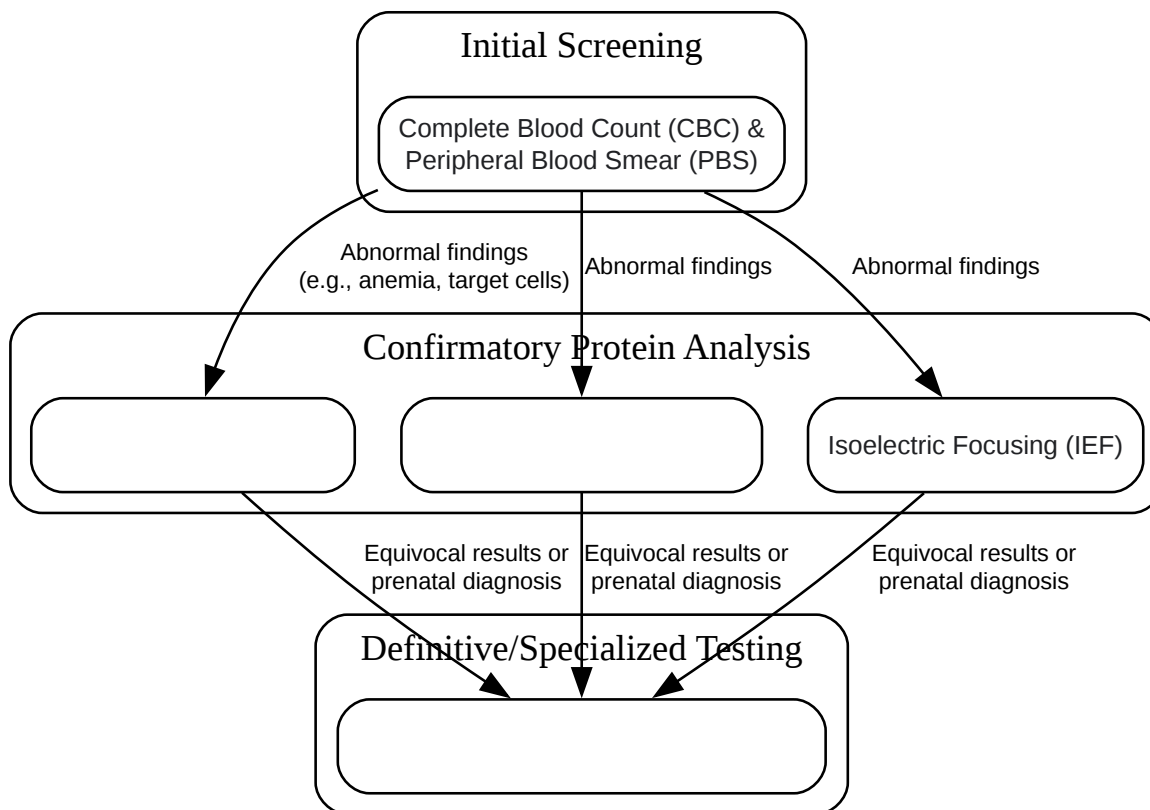 Initial Screening
Complete Blood Count (CBC) &
Peripheral Blood Smear (PBS)
Abnormal findings
(e.g., anemia, target cells)
Abnormal findings
Abnormal findings
Confirmatory Protein Analysis
Isoelectric Focusing (IEF)
Equivocal results or
prenatal diagnosis
Equivocal results or
prenatal diagnosis
Equivocal results or
prenatal diagnosis
Definitive/Specialized Testing